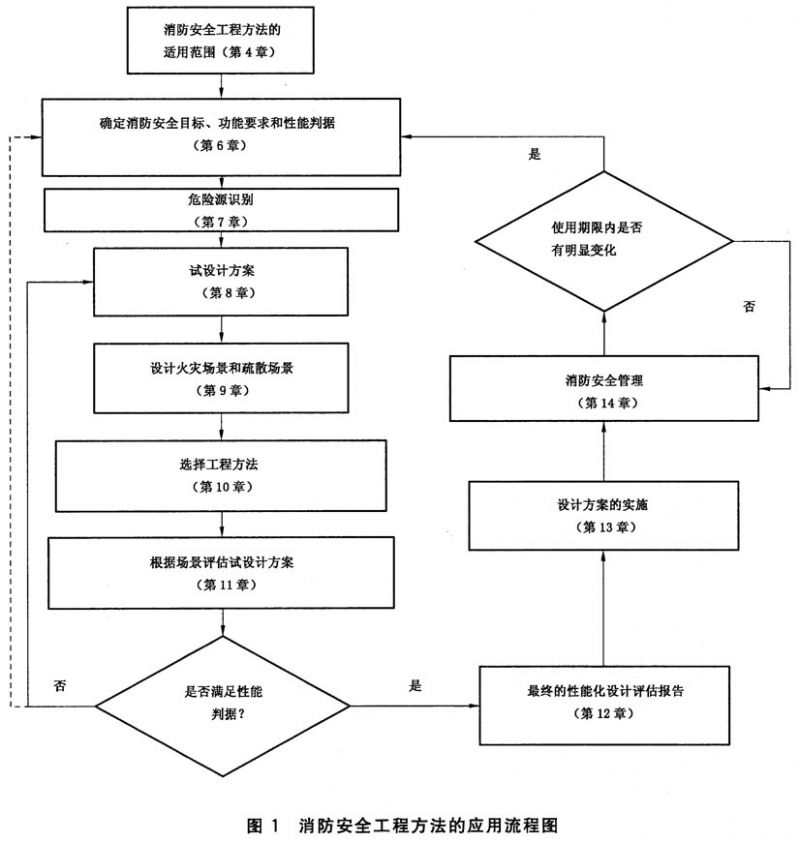 消防安全工程方法的
适用范围（第 4 章）
确定消防安全目标、功能要求和性能判据
（第 6 章）
危险源识别
（第 7 章）
试设计方案
（第 8 章）
设计火灾场景和疏散场景
（第 9 章）
选择工程方法
（第 10 章）
根据场景评估试设计方案
（第 11 章）
是否满足性能
判据？
否
是
最终的性能化设计评估报告
（第 12 章）
设计方案的实施
（第 13 章）
消防安全管理
（第 14 章）
使用期限内是否
有明显变化
是
否
图 1 消防安全工程方法的应用流程图